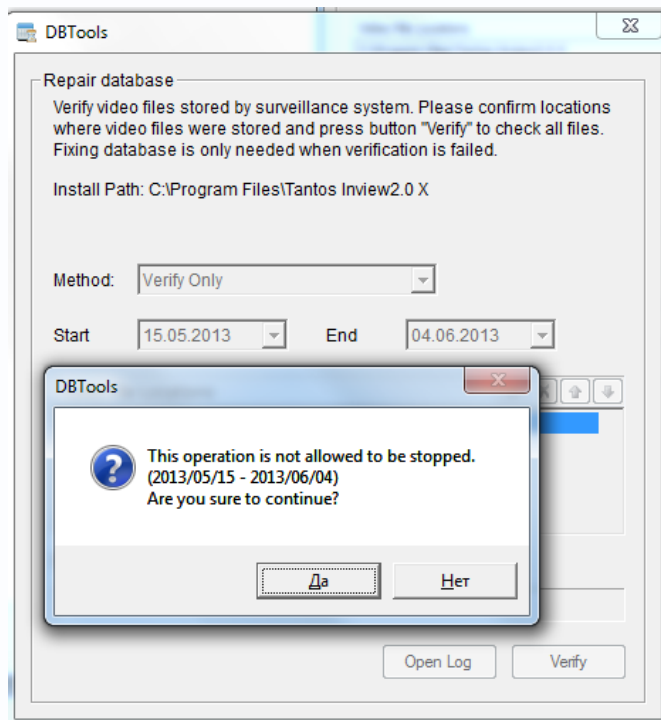 DBTools
Repair database
Verify video files stored by surveillance system. Please confirm locations
where video files were stored and press button "Verify" to check all files.
Fixing database is only needed when verification is failed.
Install Path: C:\Program Files\Tantos Inview2.0 X
Method: Verify Only
Start 15.05.2013 End 04.06.2013
DBTools
This operation is not allowed to be stopped.
(2013/05/15 - 2013/06/04)
Are you sure to continue?
Да Нет
Open Log Verify